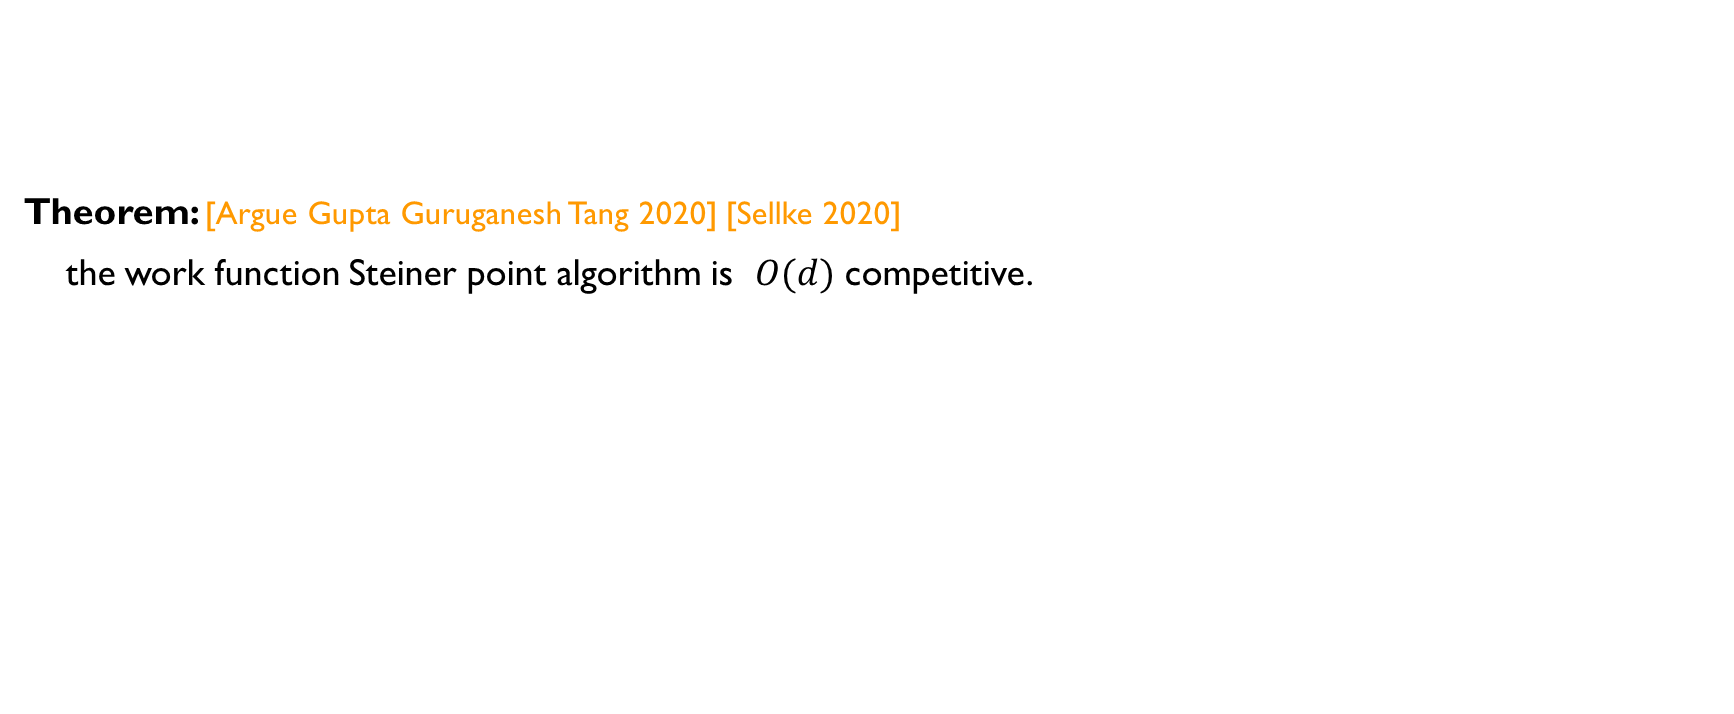 Theorem: [Argue Gupta Guruganesh Tang 2020] [Sellke 2020]
the work function Steiner point algorithm is O(d) competitive.